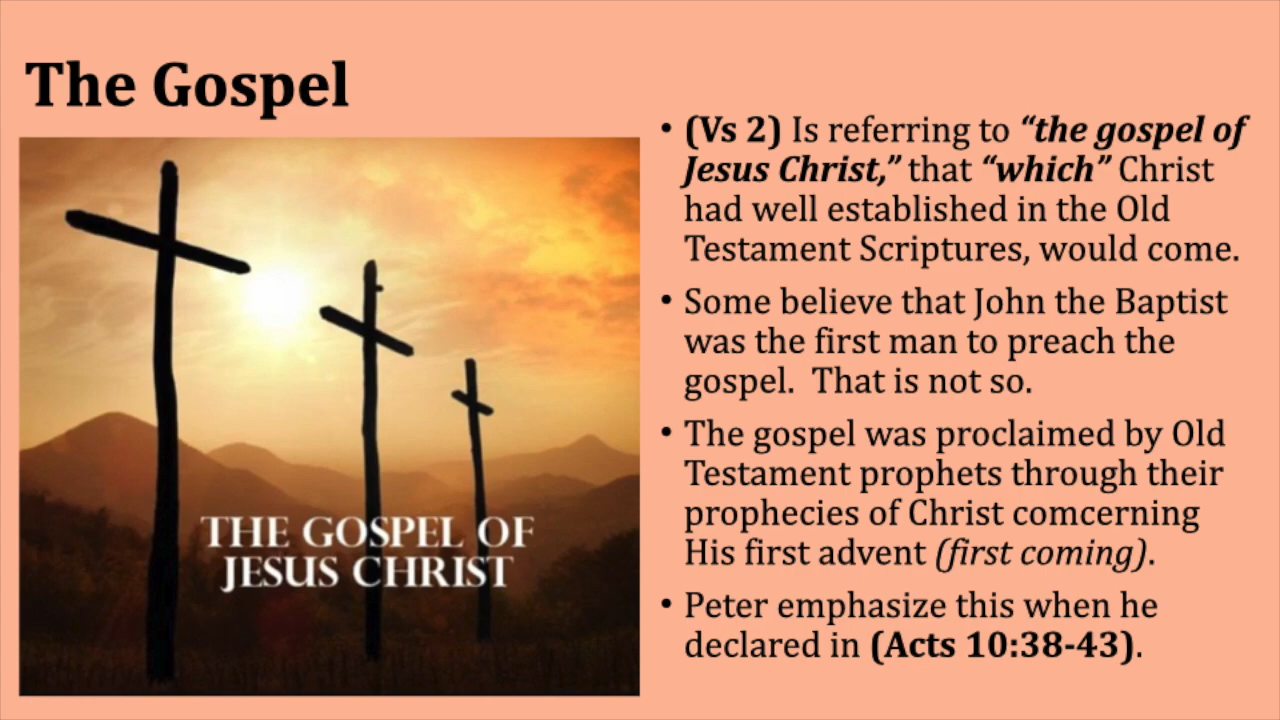 The Gospel
THE GOSPEL OF
JESUS CHRIST
• (Vs 2) Is referring to “the gospel of
Jesus Christ,” that “which” Christ
had well established in the Old
Testament Scriptures, would come.
• Some believe that John the Baptist
was the first man to preach the
gospel.  That is not so.
• The gospel was proclaimed by Old
Testament prophets through their
prophecies of Christ comcerning
His first advent (first coming).
• Peter emphasize this when he
declared in (Acts 10:38-43).